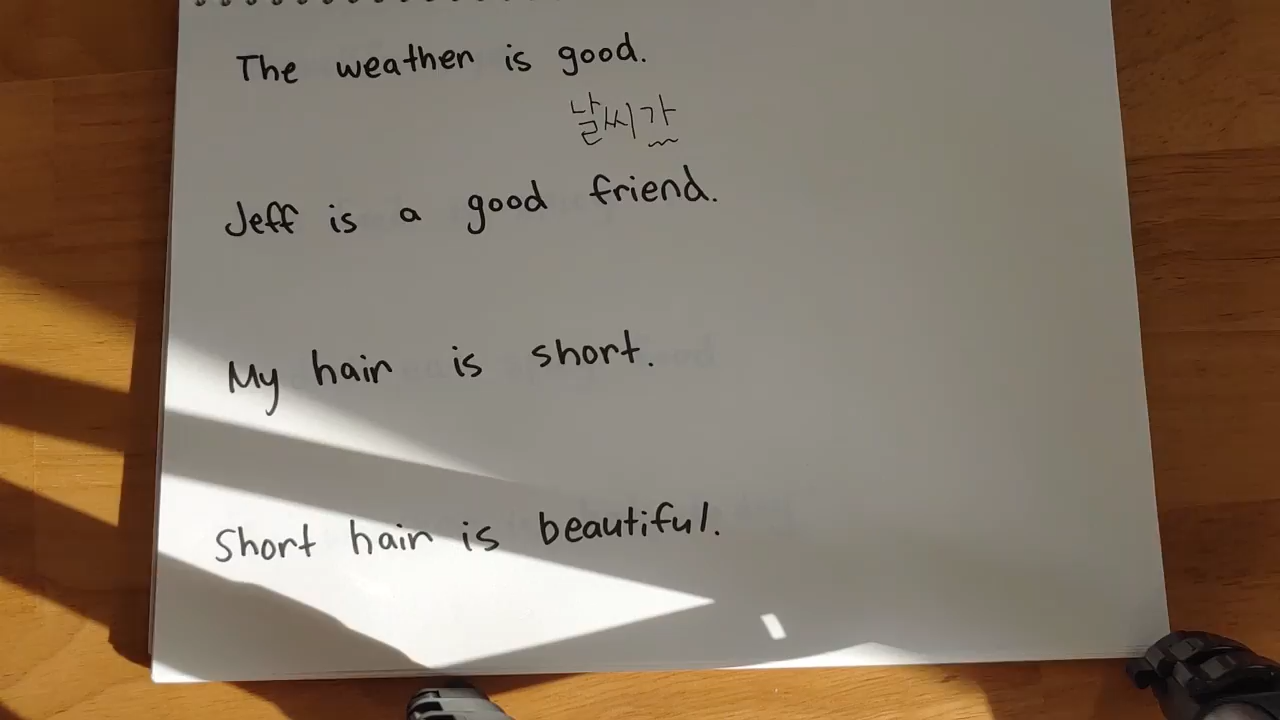 The weather is good.
날씨가
Jeff is a good friend.
My hair is short.
Short hair is beautiful.